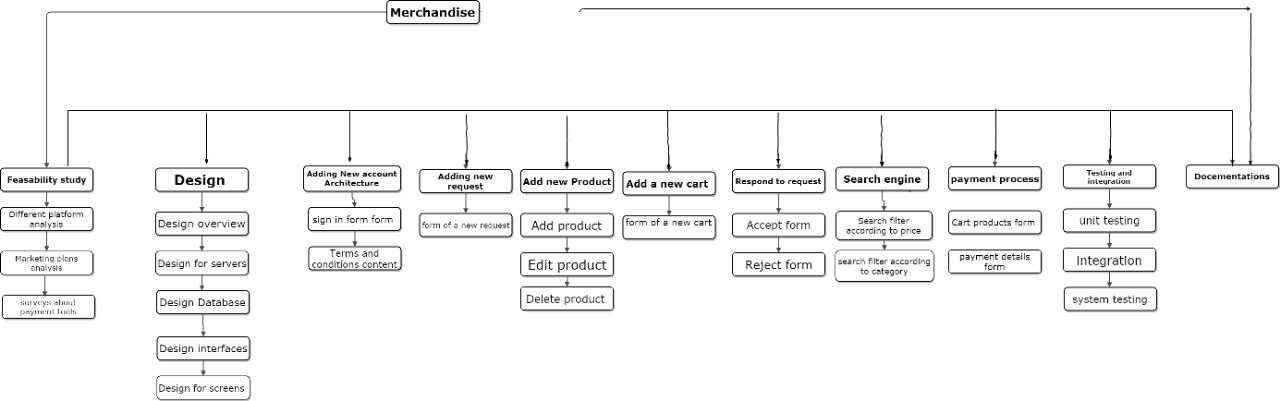 Merchandise
Feasability study
Different platform
analysis
Marketing plans
analysis
surveys about
payment tools
Design
Design overview
Design for servers
Design Database
Design interfaces
Design for screens
Adding New account
Architecture
sign in form form
Terms and
conditions content
Adding new
request
form of a new request
Add new Product
Add product
Edit product
Delete product
Add a new cart
form of a new cart
Respond to request
Accept form
Reject form
Search engine
Search filter
according to price
search filter according
to category
payment process
Cart products form
payment details
form
Testing and
integration
unit testing
Integration
system testing
Docementations